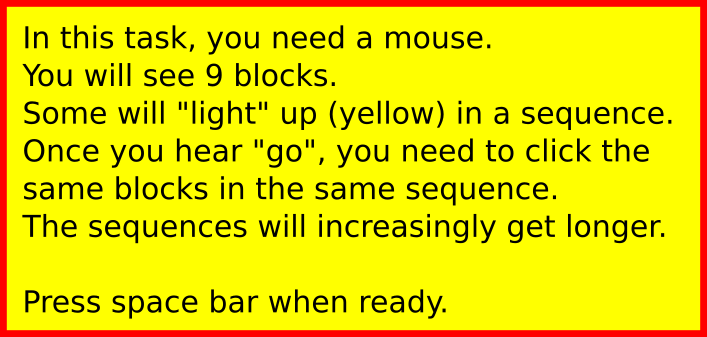 In this task, you need a mouse.
You will see 9 blocks.
Some will "light" up (yellow) in a sequence.
Once you hear "go", you need to click the
same blocks in the same sequence.
The sequences will increasingly get longer.
Press space bar when ready.